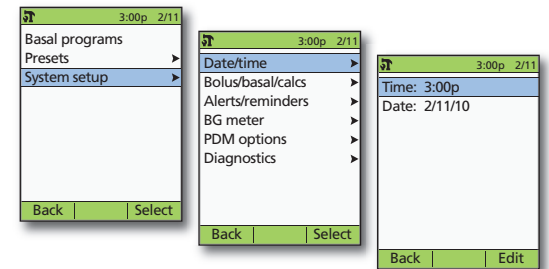 3:00p 2/11
Basal programs
Presets
System setup
Back Select
3:00p 2/11
Date/time
Bolus/basal/calcs
Alerts/reminders
BG meter
PDM options
Diagnostics
Back Select
3:00p 2/11
Time: 3:00p
Date: 2/11/10
Back Edit